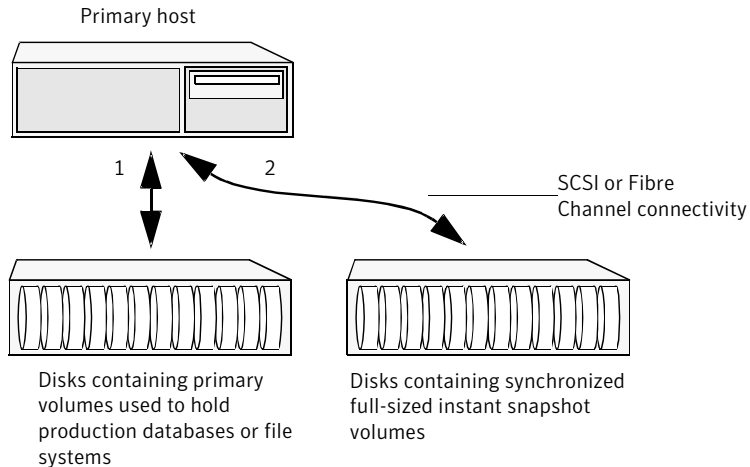 Primary host
1
2
SCSI or Fibre
Channel connectivity
Disks containing primary
volumes used to hold
production databases or file
systems
Disks containing synchronized
full-sized instant snapshot
volumes